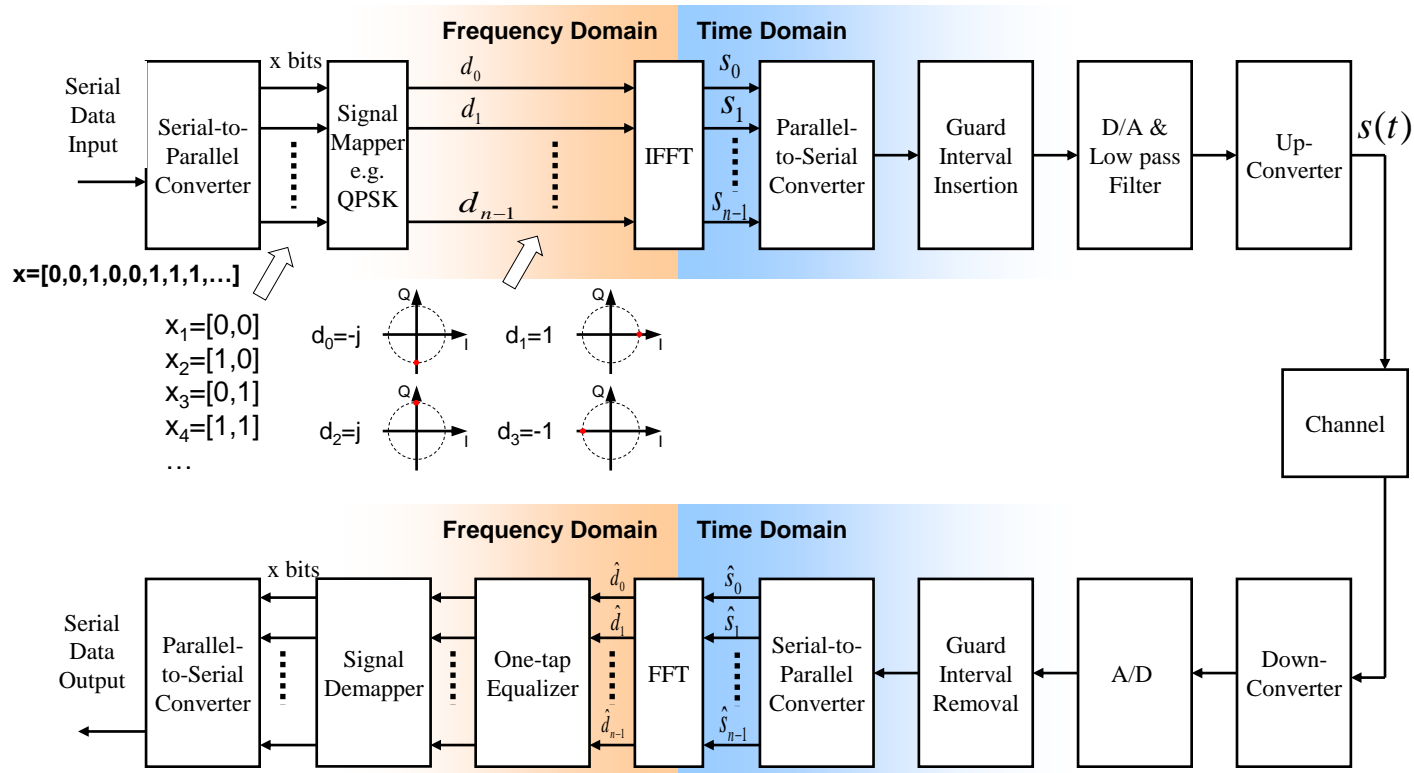 Frequency Domain Time Domain
Serial
Data
Input
Serial-to-
Parallel
Converter
x bits
Signal
Mapper
e.g.
QPSK
d₀
d₁
dₙ₋₁
IFFT
s₀
s₁
sₙ₋₁
Parallel-
to-Serial
Converter
Guard
Interval
Insertion
D/A &
Low pass
Filter
Up-
Converter
s(t)
x=[0,0,1,0,0,1,1,1,…]
x₁=[0,0]
x₂=[1,0]
x₃=[0,1]
x₄=[1,1]
…
d₀=-j
Q
I
d₁=1
Q
I
d₂=j
Q
I
d₃=-1
Q
I
Channel
Frequency Domain Time Domain
Serial
Data
Output
Parallel-
to-Serial
Converter
x bits
Signal
Demapper
One-tap
Equalizer
d̂₀
d̂₁
d̂ₙ₋₁
FFT
ŝ₀
ŝ₁
ŝₙ₋₁
Serial-to-
Parallel
Converter
Guard
Interval
Removal
A/D
Down-
Converter